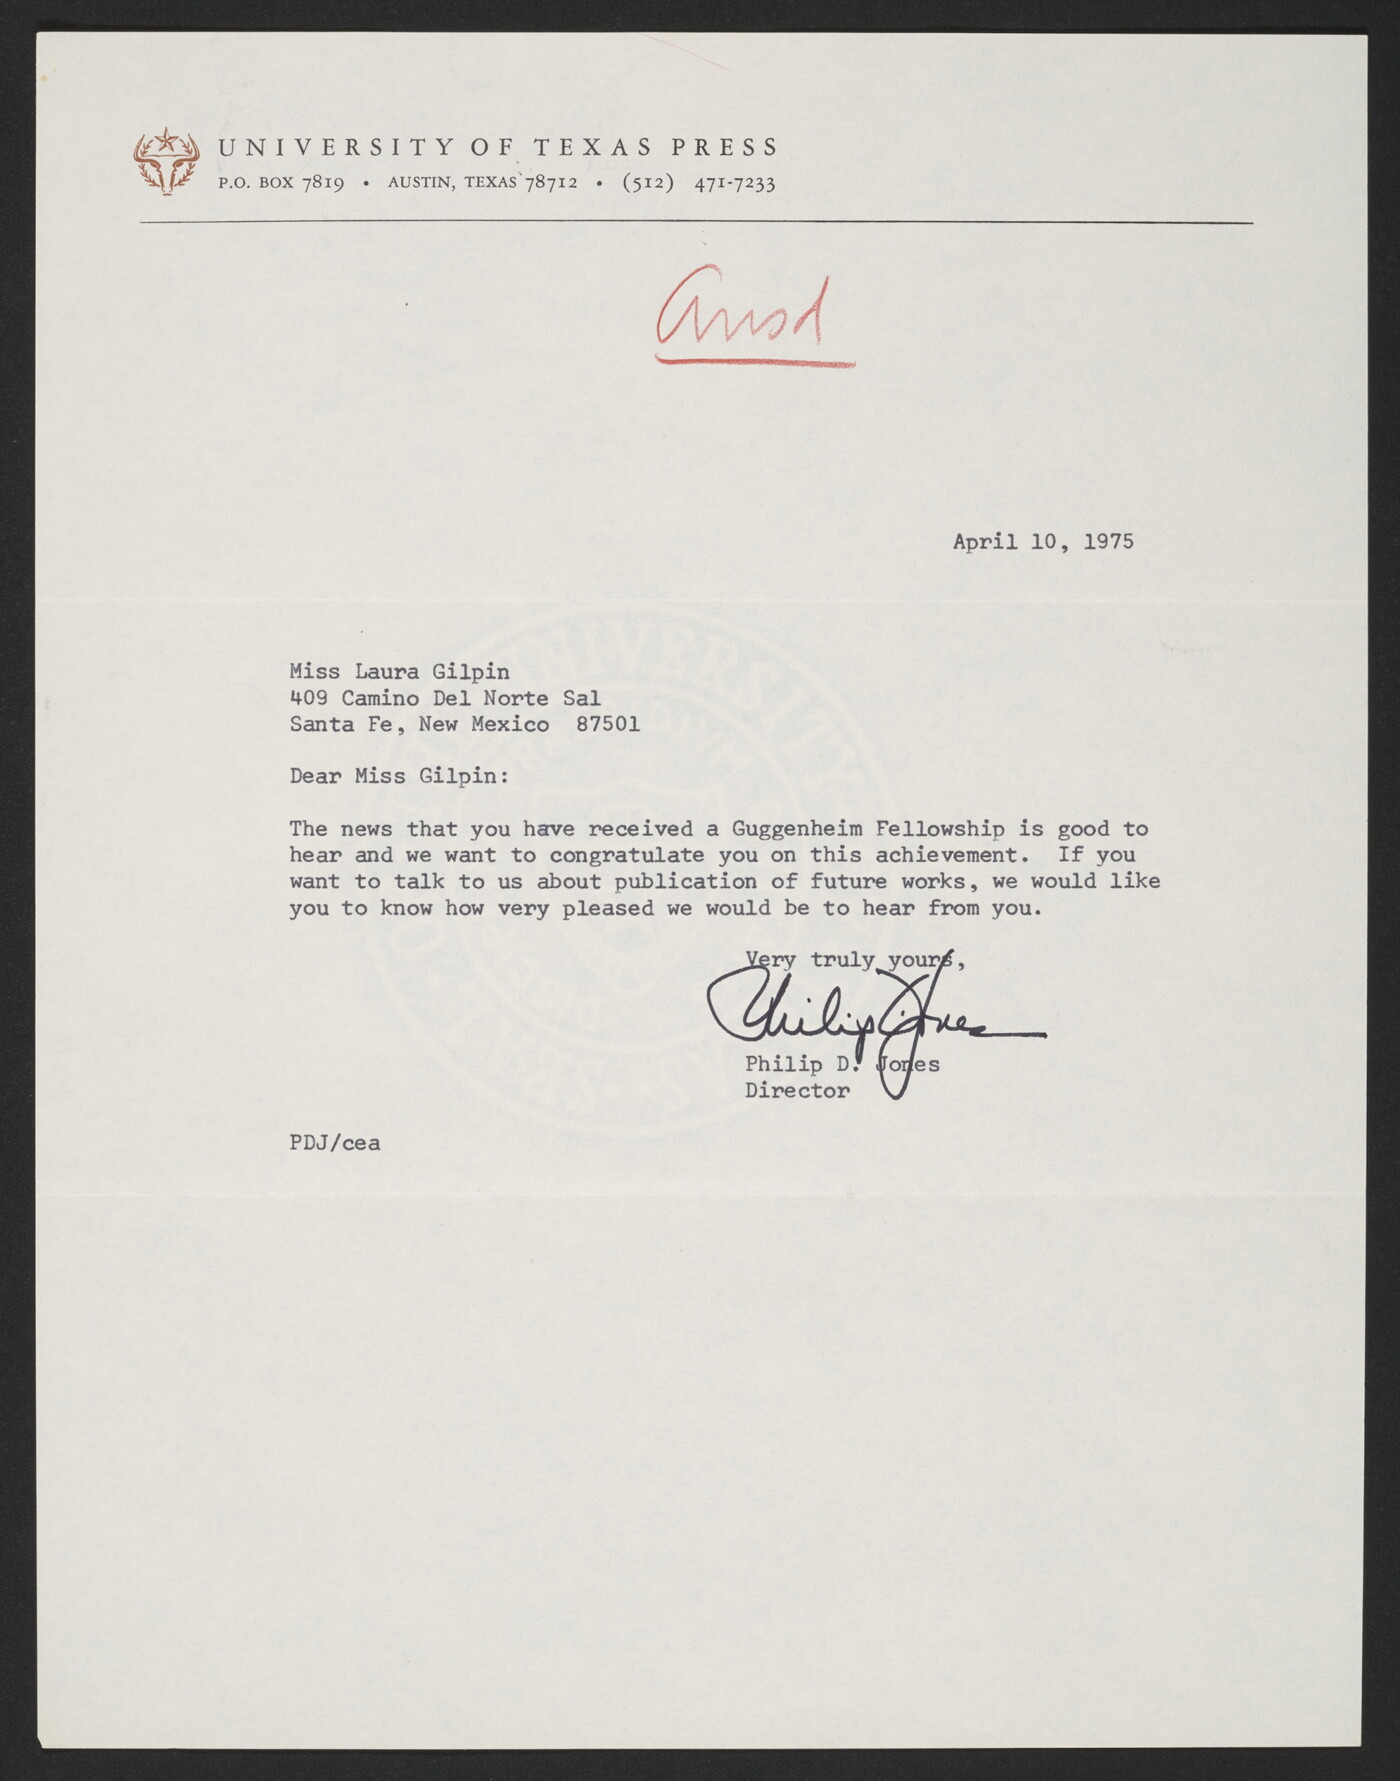 UNIVERSITY OF TEXAS PRESS
P.O. BOX 7819 • AUSTIN, TEXAS 78712 • (512) 471-7233
Ansd
April 10, 1975
Miss Laura Gilpin
409 Camino Del Norte Sal
Santa Fe, New Mexico 87501
Dear Miss Gilpin:
The news that you have received a Guggenheim Fellowship is good to
hear and we want to congratulate you on this achievement. If you
want to talk to us about publication of future works, we would like
you to know how very pleased we would be to hear from you.
Very truly yours,
Philip D. Jones
Philip D. Jones
Director
PDJ/cea